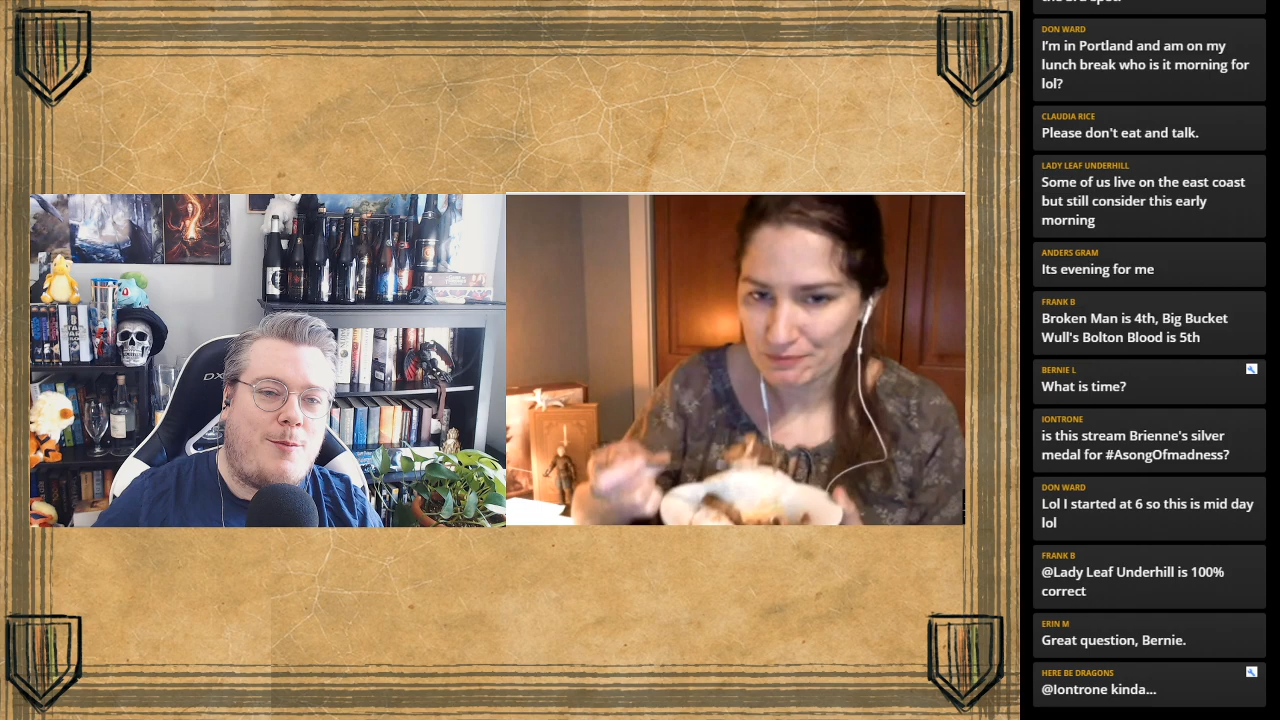 DON WARD
I'm in Portland and am on my
lunch break who is it morning for
lol?
CLAUDIA RICE
Please don't eat and talk.
LADY LEAF UNDERHILL
Some of us live on the east coast
but still consider this early
morning
ANDERS GRAM
Its evening for me
FRANK B
Broken Man is 4th, Big Bucket
Wull's Bolton Blood is 5th
BERNIE L
What is time?
IONTRONE
is this stream Brienne's silver
medal for #AsongOfmadness?
DON WARD
Lol I started at 6 so this is mid day
lol
FRANK B
@Lady Leaf Underhill is 100%
correct
ERIN M
Great question, Bernie.
HERE BE DRAGONS
@Iontrone kinda...
DX